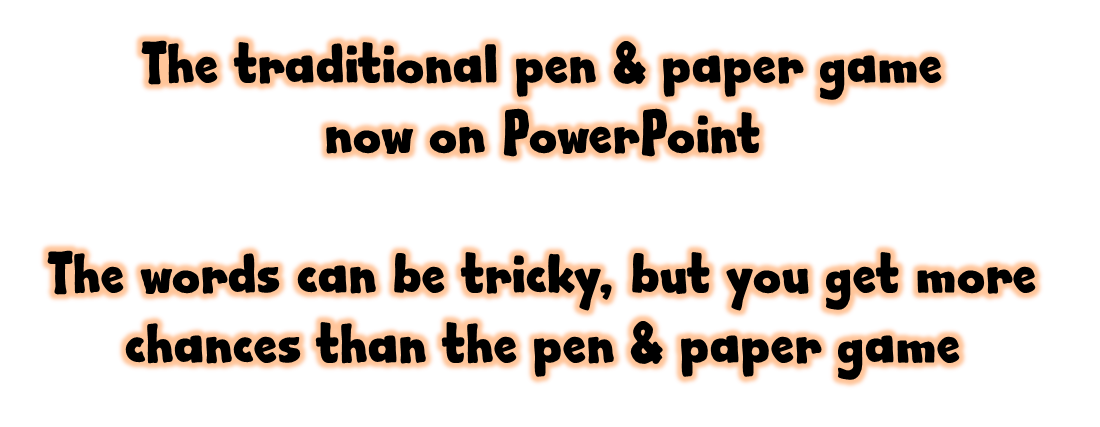 The traditional pen & paper game
now on PowerPoint
The words can be tricky, but you get more
chances than the pen & paper game